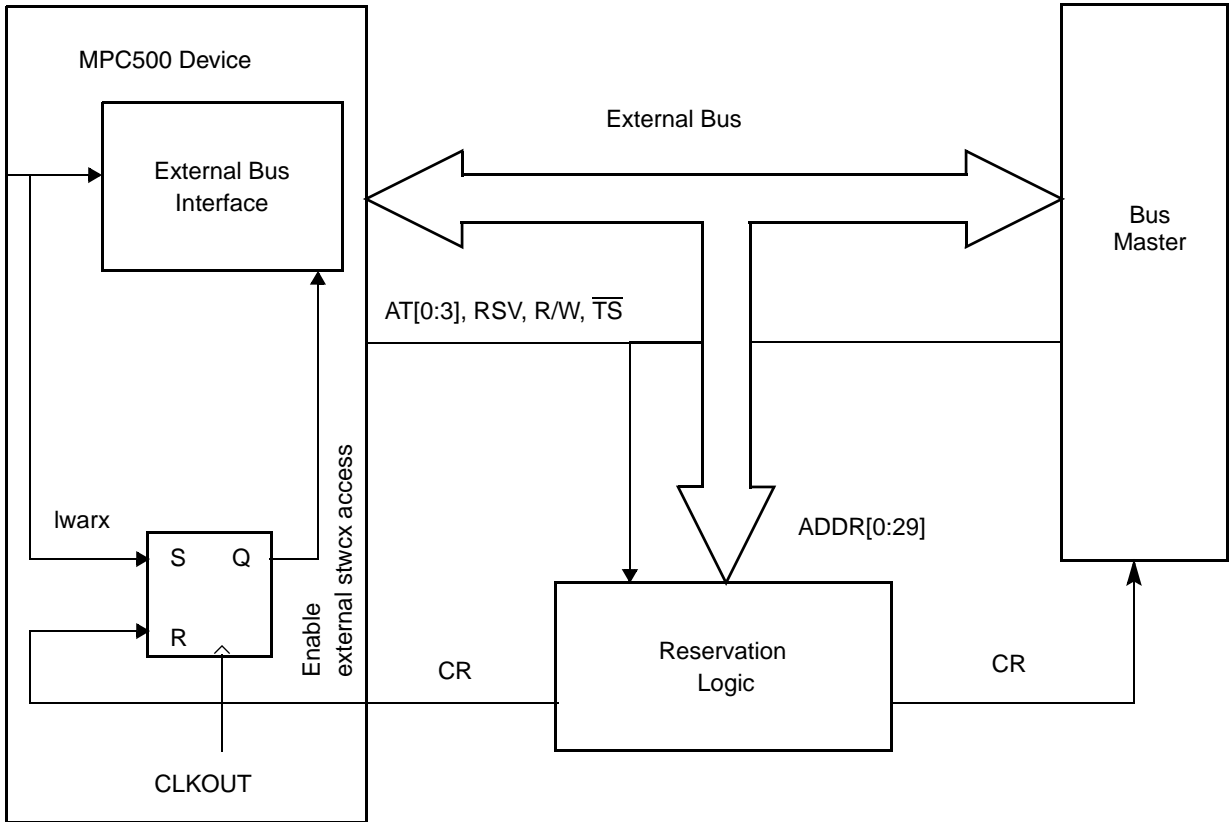 MPC500 Device
External Bus
External Bus
Interface
Bus
Master
AT[0:3], RSV, R/W, T̅S̅
lwarx
S Q
R
Enable
external stwcx access
ADDR[0:29]
Reservation
Logic
CR
CR
CLKOUT